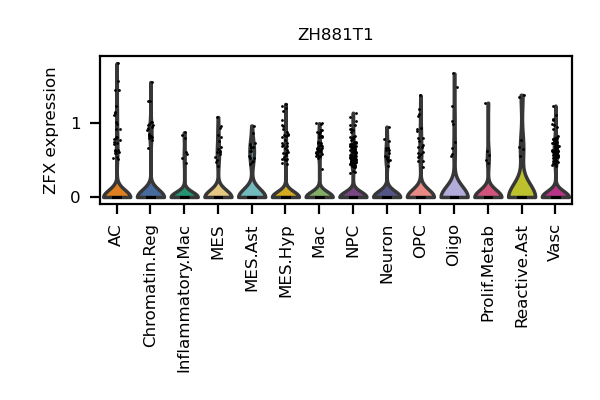 ZH881T1
ZFX expression
1
0
AC
Chromatin.Reg
Inflammatory.Mac
MES
MES.Ast
MES.Hyp
Mac
NPC
Neuron
OPC
Oligo
Prolif.Metab
Reactive.Ast
Vasc